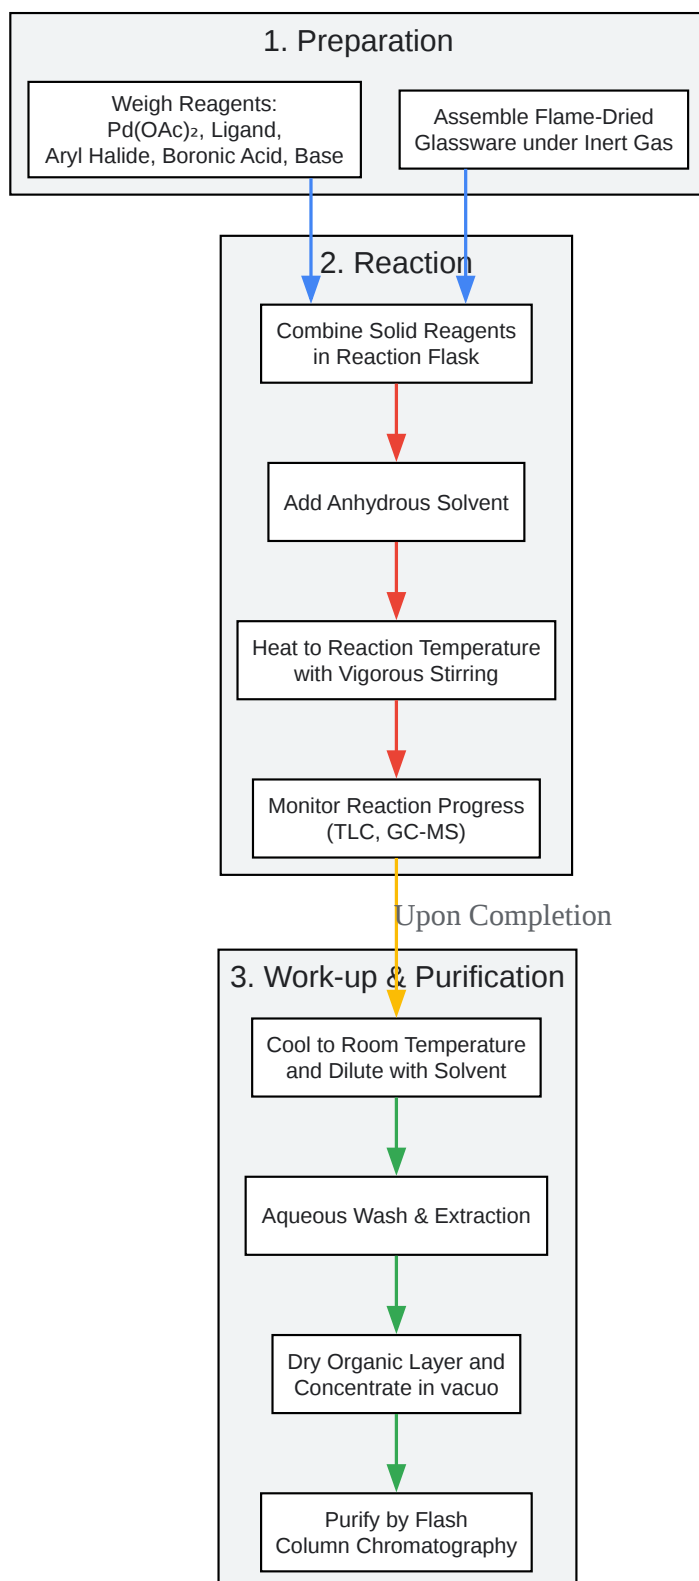 1. Preparation
Weigh Reagents:
Pd(OAc)₂, Ligand,
Aryl Halide, Boronic Acid, Base
Assemble Flame-Dried
Glassware under Inert Gas
2. Reaction
Combine Solid Reagents
in Reaction Flask
Add Anhydrous Solvent
Heat to Reaction Temperature
with Vigorous Stirring
Monitor Reaction Progress
(TLC, GC-MS)
Upon Completion
3. Work-up & Purification
Cool to Room Temperature
and Dilute with Solvent
Aqueous Wash & Extraction
Dry Organic Layer and
Concentrate in vacuo
Purify by Flash
Column Chromatography